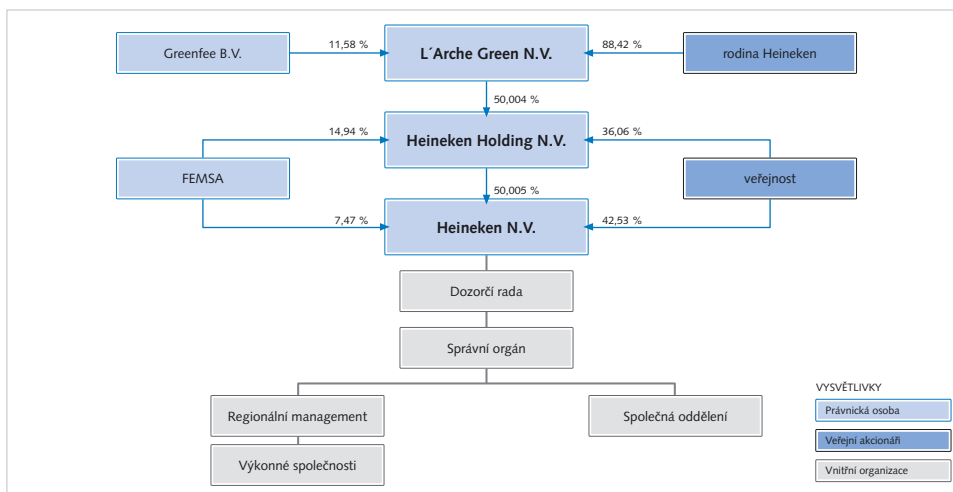 Greenfee B.V.
11,58 %
L´Arche Green N.V.
88,42 %
rodina Heineken
50,004 %
14,94 %
Heineken Holding N.V.
36,06 %
FEMSA
50,005 %
veřejnost
7,47 %
Heineken N.V.
42,53 %
Dozorčí rada
Správní orgán
Regionální management
Společná oddělení
Výkonné společnosti
VYSVĚTLIVKY
Právnická osoba
Veřejní akcionáři
Vnitřní organizace